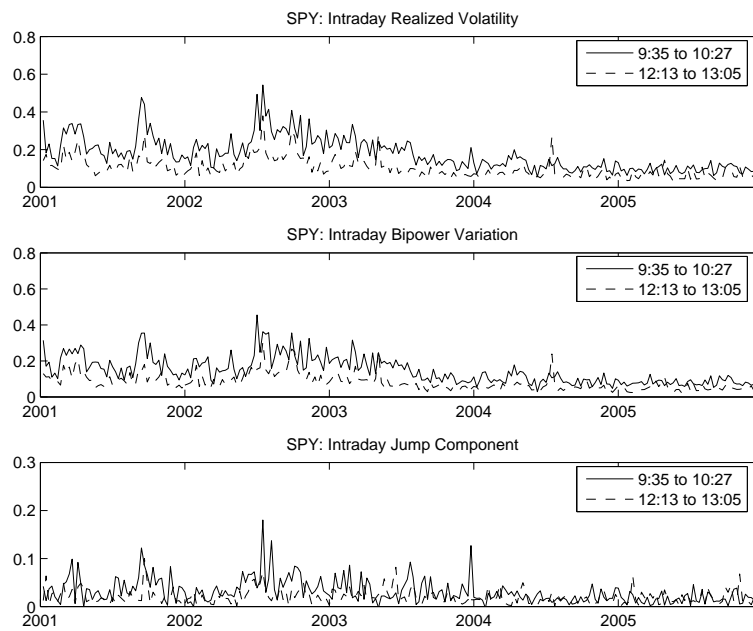 SPY: Intraday Realized Volatility
0.8
0.6
0.4
0.2
0
9:35 to 10:27
12:13 to 13:05
2001 2002 2003 2004 2005
SPY: Intraday Bipower Variation
0.8
0.6
0.4
0.2
0
9:35 to 10:27
12:13 to 13:05
2001 2002 2003 2004 2005
SPY: Intraday Jump Component
0.3
0.2
0.1
0
9:35 to 10:27
12:13 to 13:05
2001 2002 2003 2004 2005